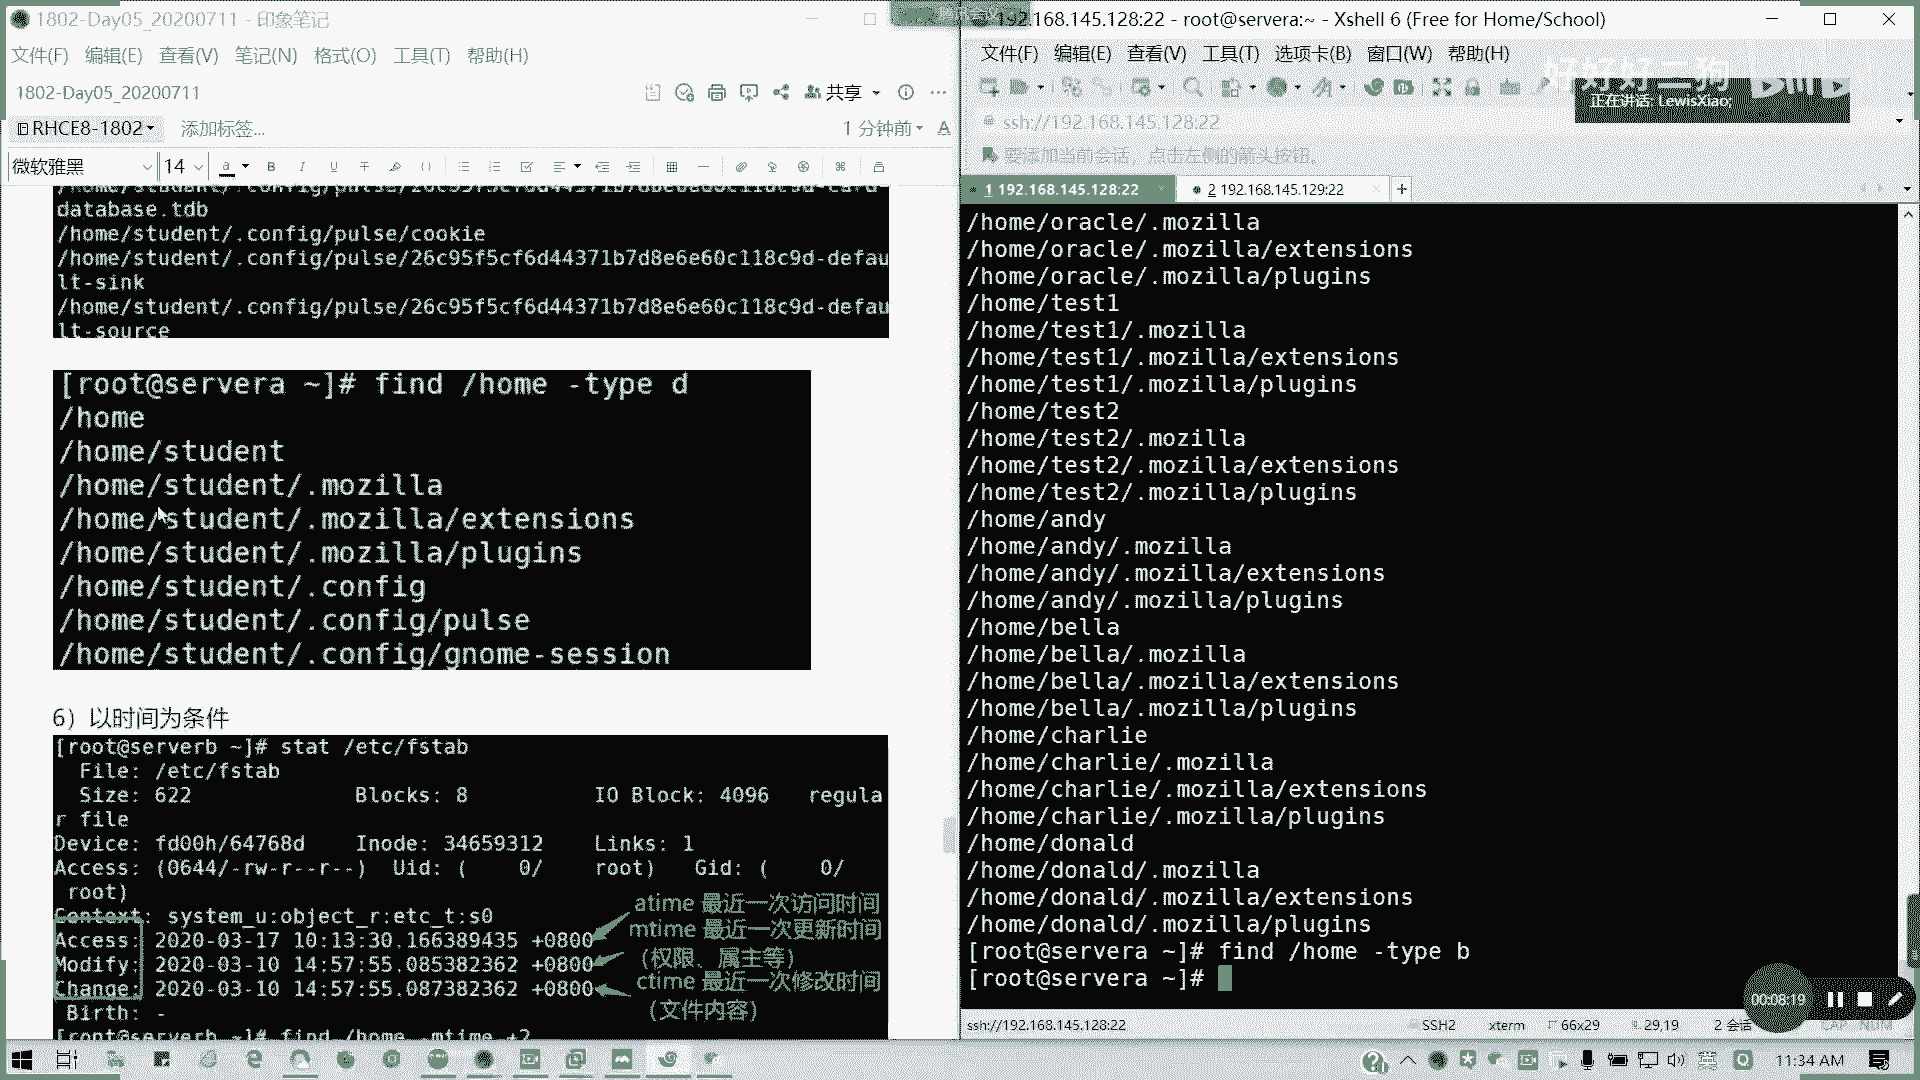 1802-Day05_20200711 - 印象笔记
文件(F) 编辑(E) 查看(V) 笔记(N) 格式(O) 工具(T) 帮助(H)
1802-Day05_20200711
共享
RHCE8-1802 添加标签...
1 分钟前
微软雅黑 14
database.tdb
/home/student/.config/pulse/cookie
/home/student/.config/pulse/26c95f5cf6d44371b7d8e6e60c118c9d-defau
lt-sink
/home/student/.config/pulse/26c95f5cf6d44371b7d8e6e60c118c9d-defau
lt-source
[root@servera ~]# find /home -type d
/home
/home/student
/home/student/.mozilla
/home/student/.mozilla/extensions
/home/student/.mozilla/plugins
/home/student/.config
/home/student/.config/pulse
/home/student/.config/gnome-session
6）以时间为条件
[root@serverb ~]# stat /etc/fstab
File: /etc/fstab
Size: 622 Blocks: 8 IO Block: 4096 regula
r file
Device: fd00h/64768d Inode: 34659312 Links: 1
Access: (0644/-rw-r--r--) Uid: ( 0/ root) Gid: ( 0/
root)
Context: system_u:object_r:etc_t:s0
Access: 2020-03-17 10:13:30.166389435 +0800
Modify: 2020-03-10 14:57:55.085382362 +0800
Change: 2020-03-10 14:57:55.087382362 +0800
Birth: -
[root@serverb ~]# find /home -mtime +2
atime 最近一次访问时间
mtime 最近一次更新时间
（权限、属主等）
ctime 最近一次修改时间
（文件内容）
192.168.145.128:22 - root@servera:~ - Xshell 6 (Free for Home/School)
文件(F) 编辑(E) 查看(V) 工具(T) 选项卡(B) 窗口(W) 帮助(H)
好好好二狗
正在讲话: LewisXiao;
ssh://192.168.145.128:22
要添加当前会话，点击左侧的箭头按钮。
1 192.168.145.128:22 2 192.168.145.129:22
/home/oracle/.mozilla
/home/oracle/.mozilla/extensions
/home/oracle/.mozilla/plugins
/home/test1
/home/test1/.mozilla
/home/test1/.mozilla/extensions
/home/test1/.mozilla/plugins
/home/test2
/home/test2/.mozilla
/home/test2/.mozilla/extensions
/home/test2/.mozilla/plugins
/home/andy
/home/andy/.mozilla
/home/andy/.mozilla/extensions
/home/andy/.mozilla/plugins
/home/bella
/home/bella/.mozilla
/home/bella/.mozilla/extensions
/home/bella/.mozilla/plugins
/home/charlie
/home/charlie/.mozilla
/home/charlie/.mozilla/extensions
/home/charlie/.mozilla/plugins
/home/donald
/home/donald/.mozilla
/home/donald/.mozilla/extensions
/home/donald/.mozilla/plugins
[root@servera ~]# find /home -type b
[root@servera ~]#
00:08:19
ssh://192.168.145.128:22 SSH2 xterm 66x29 29,19 2 会话 CAP NUM
英
11:34 AM